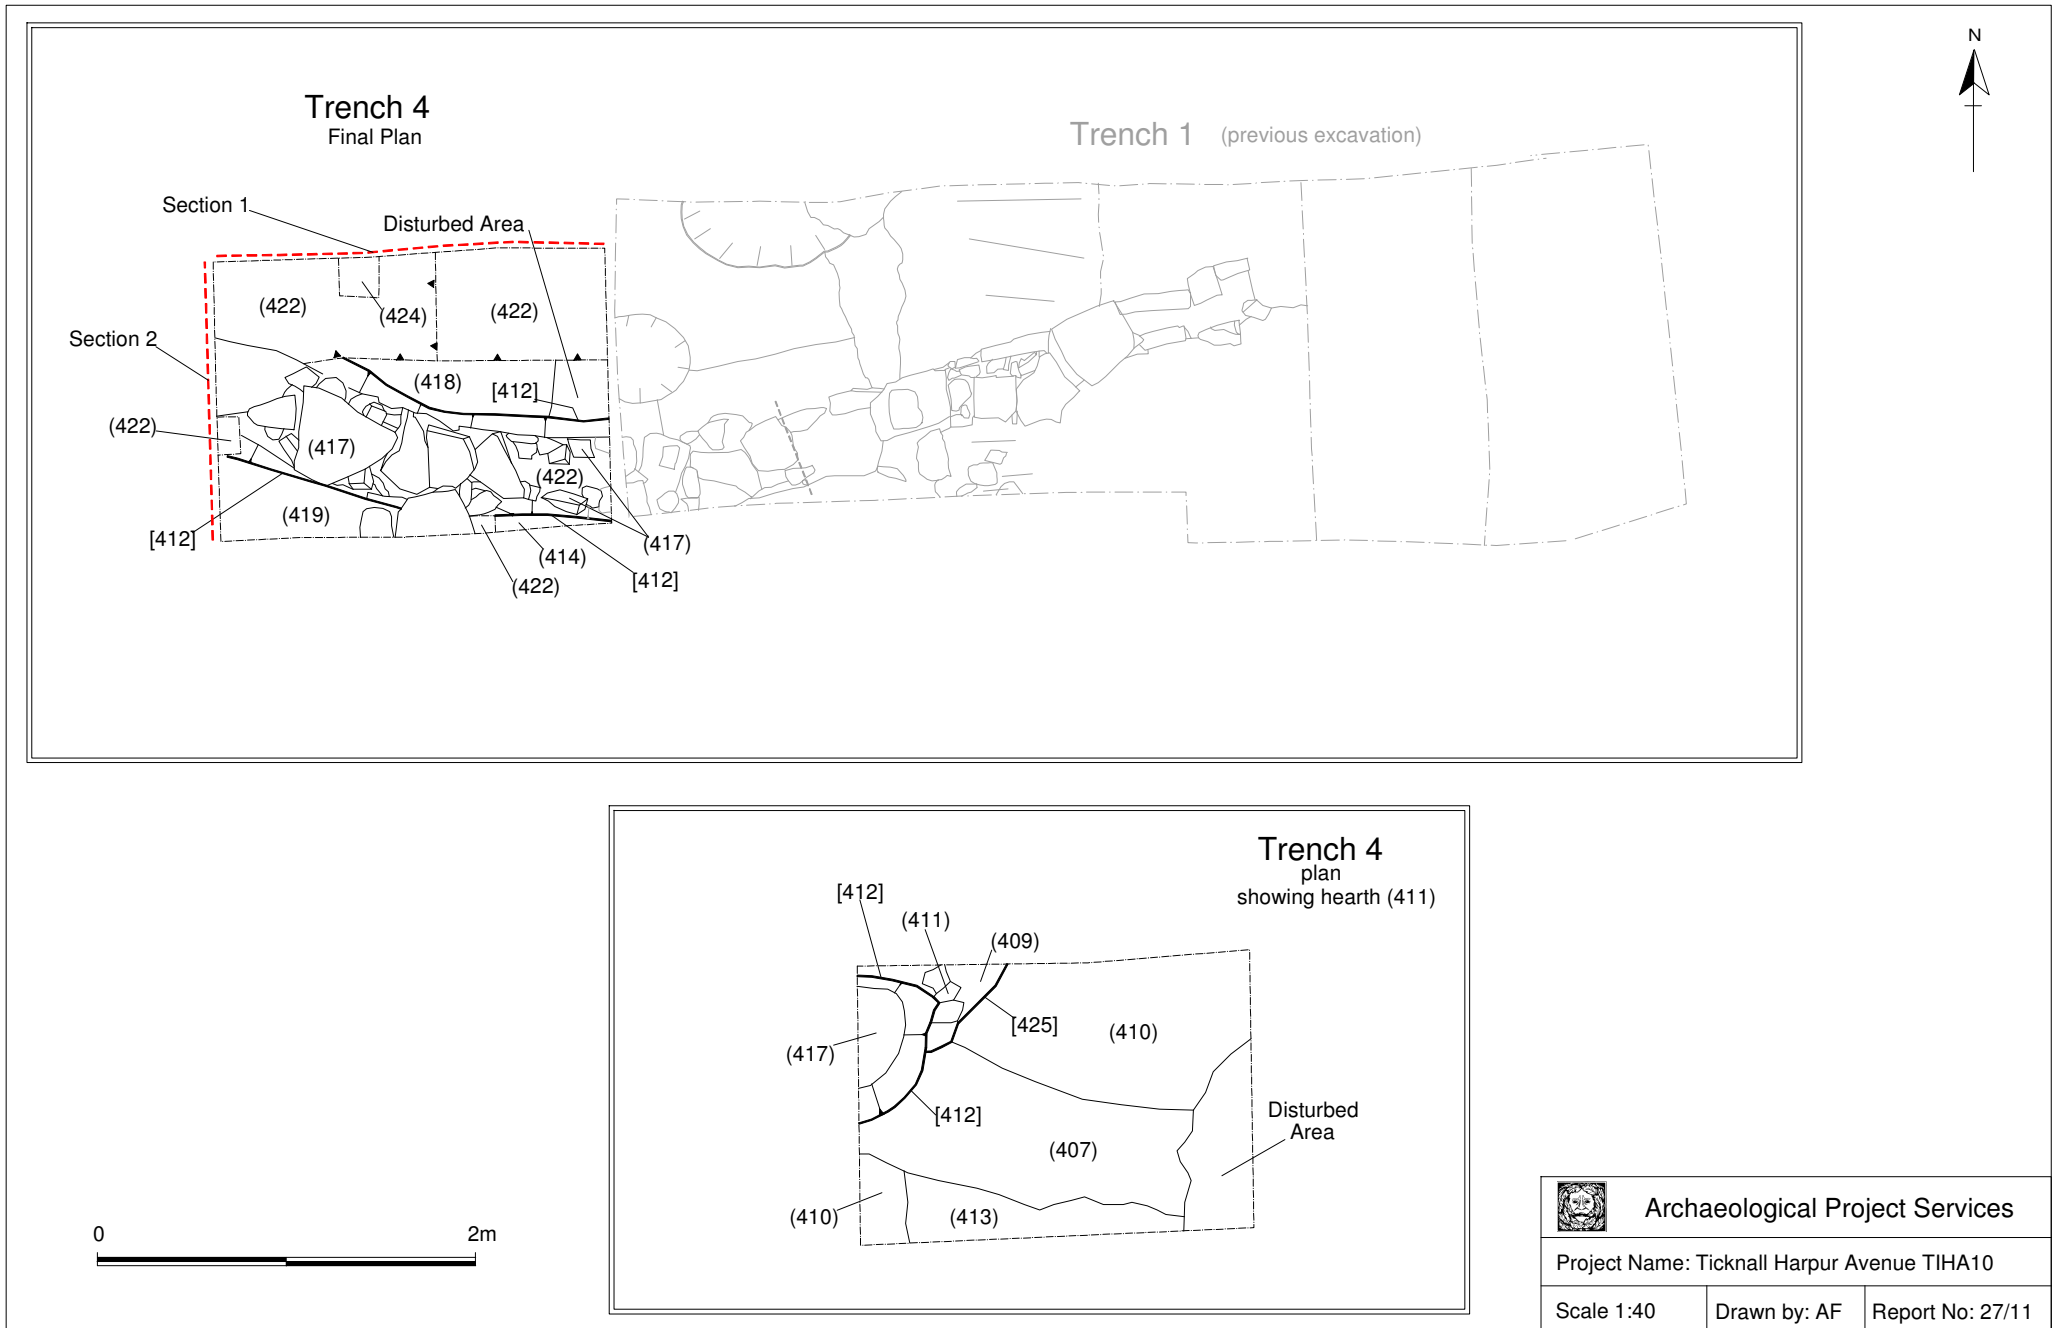 N
Trench 4
Final Plan
Trench 1 (previous excavation)
Section 1
Disturbed Area
(422)
(424)
(422)
Section 2
(418)
[412]
(422)
(417)
(422)
(419)
[412]
(414)
(417)
(422)
[412]
Trench 4
plan
showing hearth (411)
[412]
(411)
(409)
[425]
(410)
(417)
[412]
Disturbed
Area
(407)
(410)
(413)
0 2m
Archaeological Project Services
Project Name: Ticknall Harpur Avenue TIHA10
Scale 1:40 Drawn by: AF Report No: 27/11